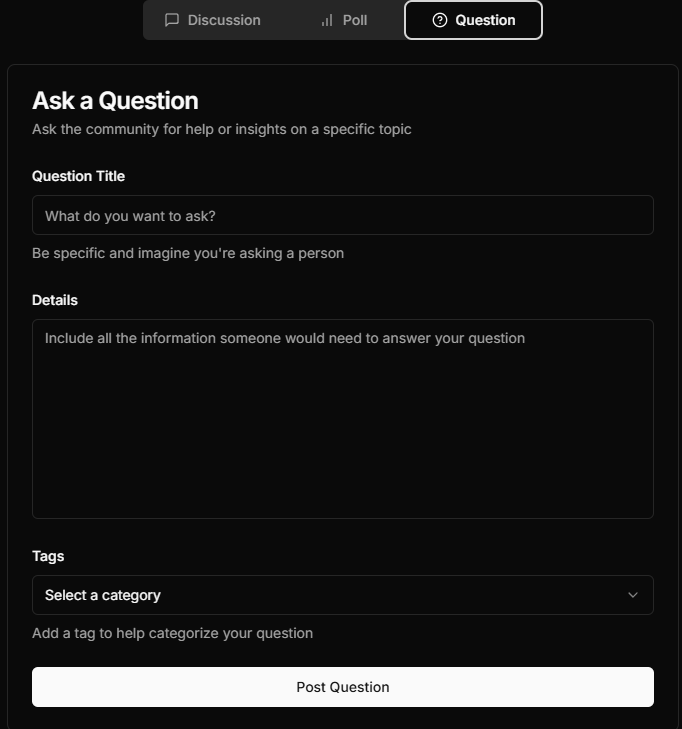 Discussion
Poll
Question
Ask a Question
Ask the community for help or insights on a specific topic
Question Title
What do you want to ask?
Be specific and imagine you're asking a person
Details
Include all the information someone would need to answer your question
Tags
Select a category
Add a tag to help categorize your question
Post Question